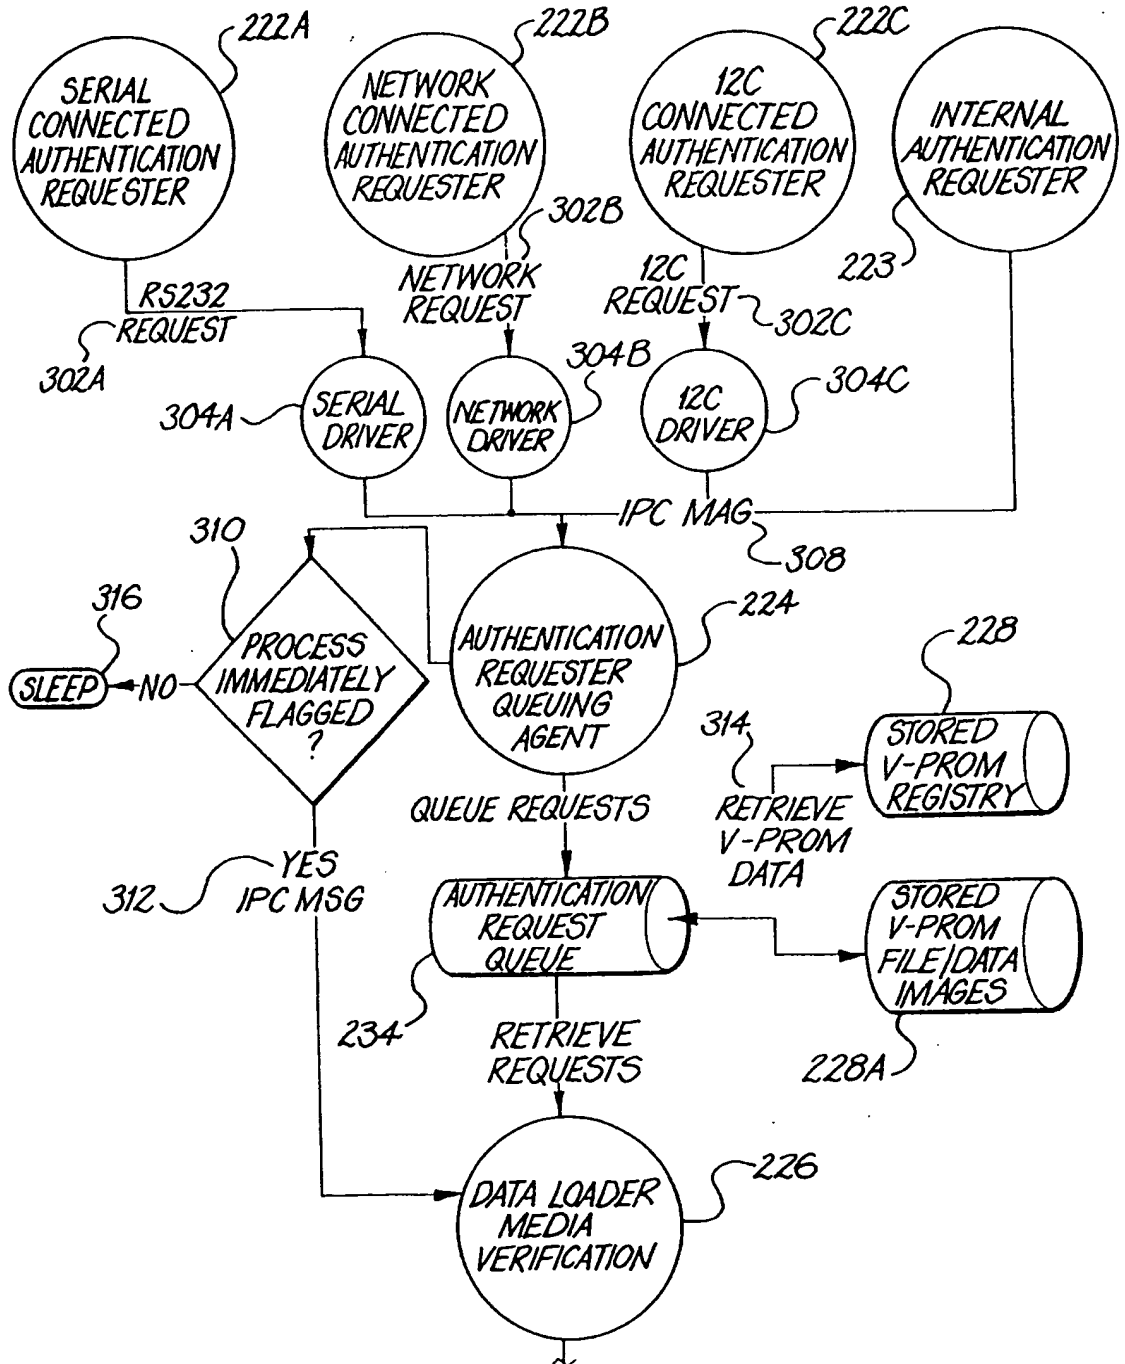 222A
222B
222C
SERIAL
CONNECTED
AUTHENTICATION
REQUESTER
NETWORK
CONNECTED
AUTHENTICATION
REQUESTER
12C
CONNECTED
AUTHENTICATION
REQUESTER
INTERNAL
AUTHENTICATION
REQUESTER
223
RS232
REQUEST
302A
302B
NETWORK
REQUEST
12C
REQUEST
302C
304A
SERIAL
DRIVER
304B
NETWORK
DRIVER
304C
12C
DRIVER
IPC MAG
308
310
316
SLEEP
NO
PROCESS
IMMEDIATELY
FLAGGED
?
AUTHENTICATION
REQUESTER
QUEUING
AGENT
224
228
STORED
V-PROM
REGISTRY
314
RETRIEVE
V-PROM
DATA
QUEUE REQUESTS
312
YES
IPC MSG
AUTHENTICATION
REQUEST
QUEUE
234
STORED
V-PROM
FILE/DATA
IMAGES
228A
RETRIEVE
REQUESTS
226
DATA LOADER
MEDIA
VERIFICATION